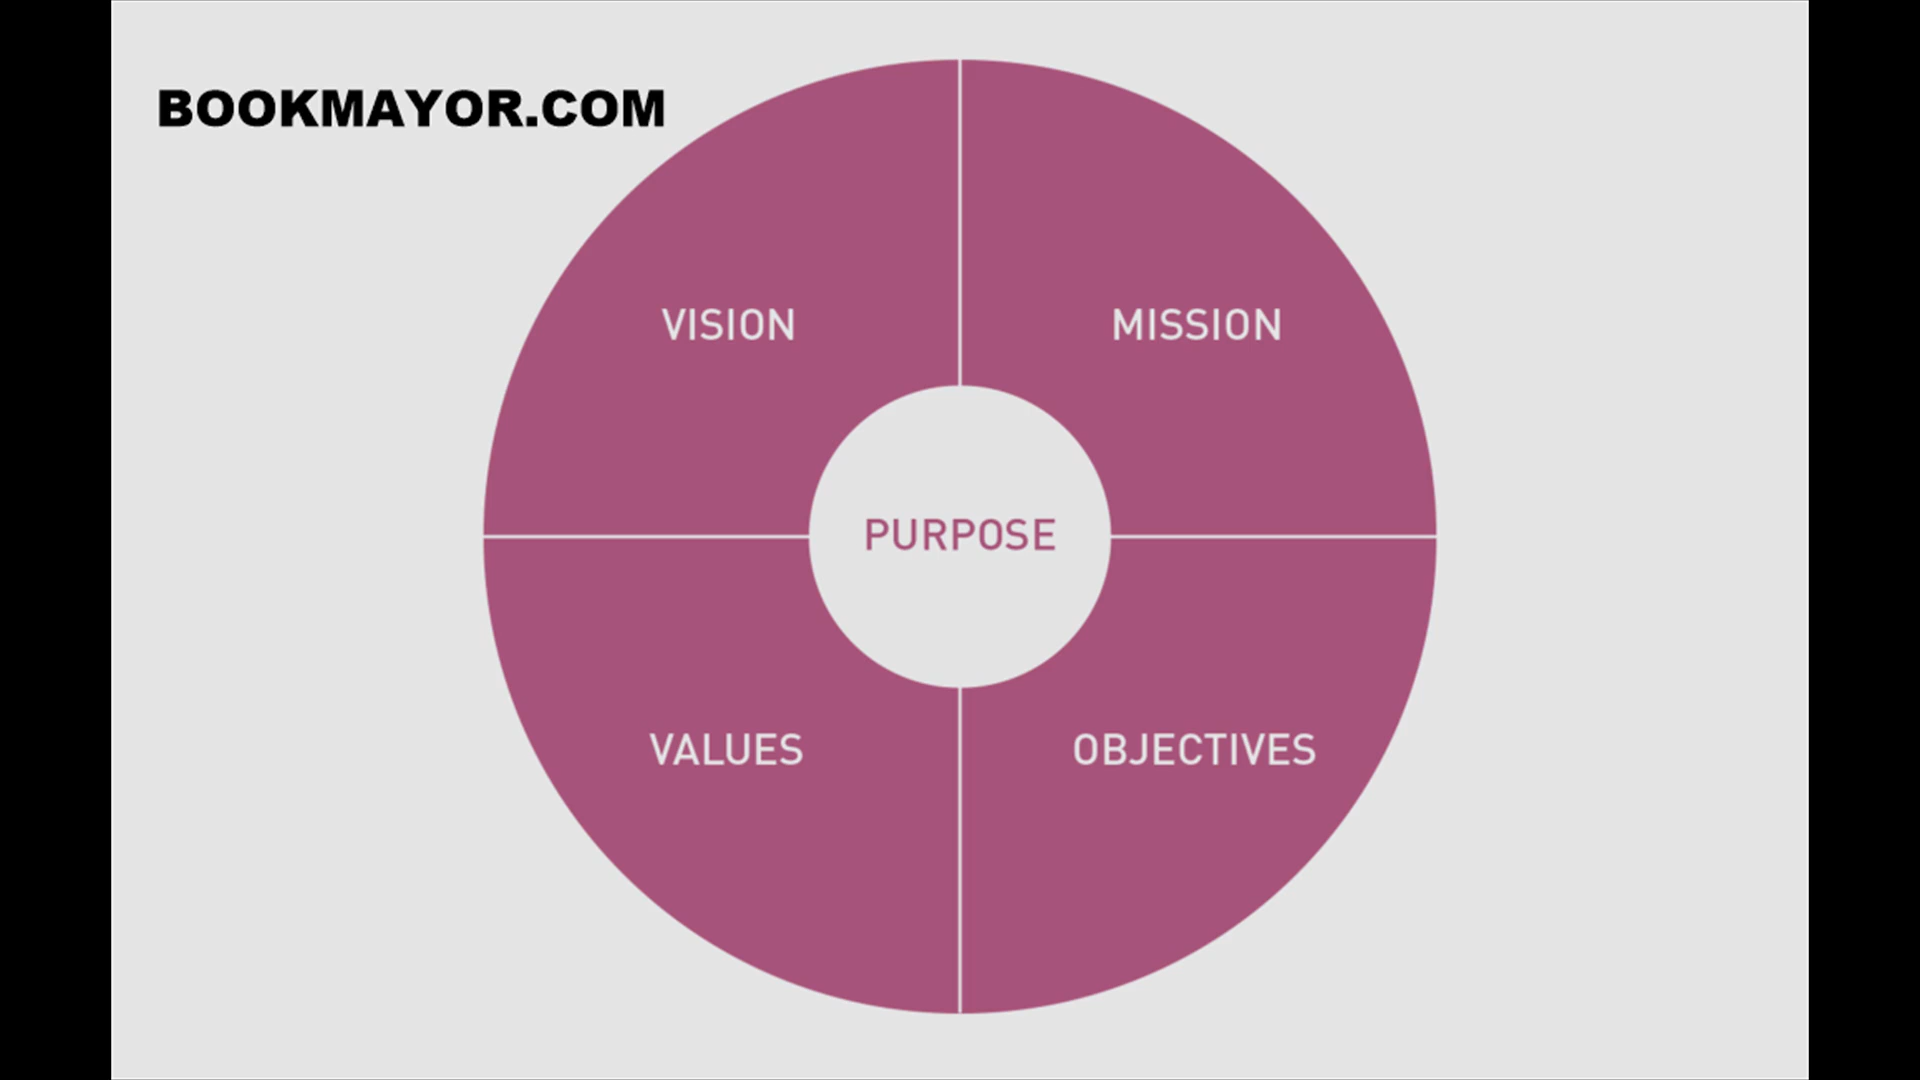 BOOKMAYOR.COM
VISION
MISSION
PURPOSE
VALUES
OBJECTIVES